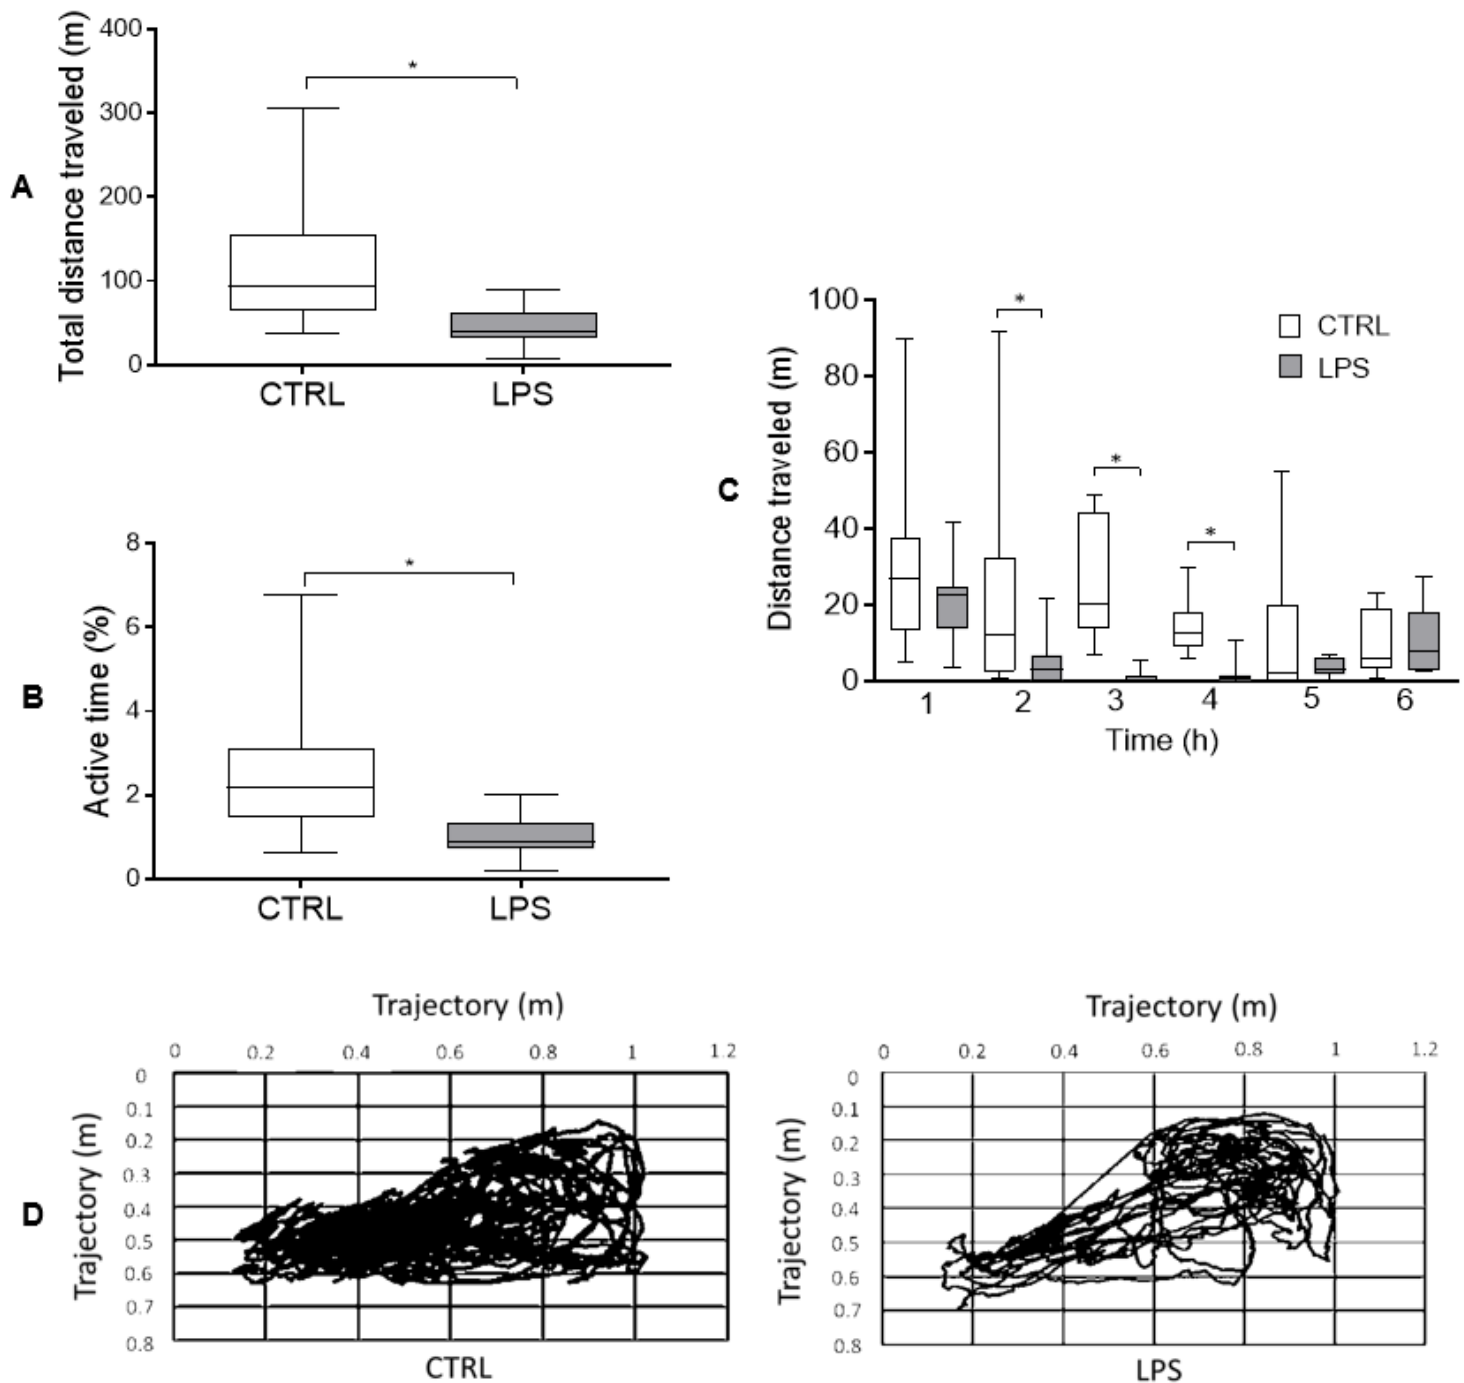 A
Total distance traveled (m)
400
300
200
100
0
*
CTRL LPS
B
Active time (%)
8
6
4
2
0
*
CTRL LPS
C
Distance traveled (m)
100
80
60
40
20
0
* * *
CTRL
LPS
1 2 3 4 5 6
Time (h)
D
Trajectory (m)
0 0.2 0.4 0.6 0.8 1 1.2
Trajectory (m)
0
0.1
0.2
0.3
0.4
0.5
0.6
0.7
0.8
CTRL
Trajectory (m)
0 0.2 0.4 0.6 0.8 1 1.2
Trajectory (m)
0
0.1
0.2
0.3
0.4
0.5
0.6
0.7
0.8
LPS